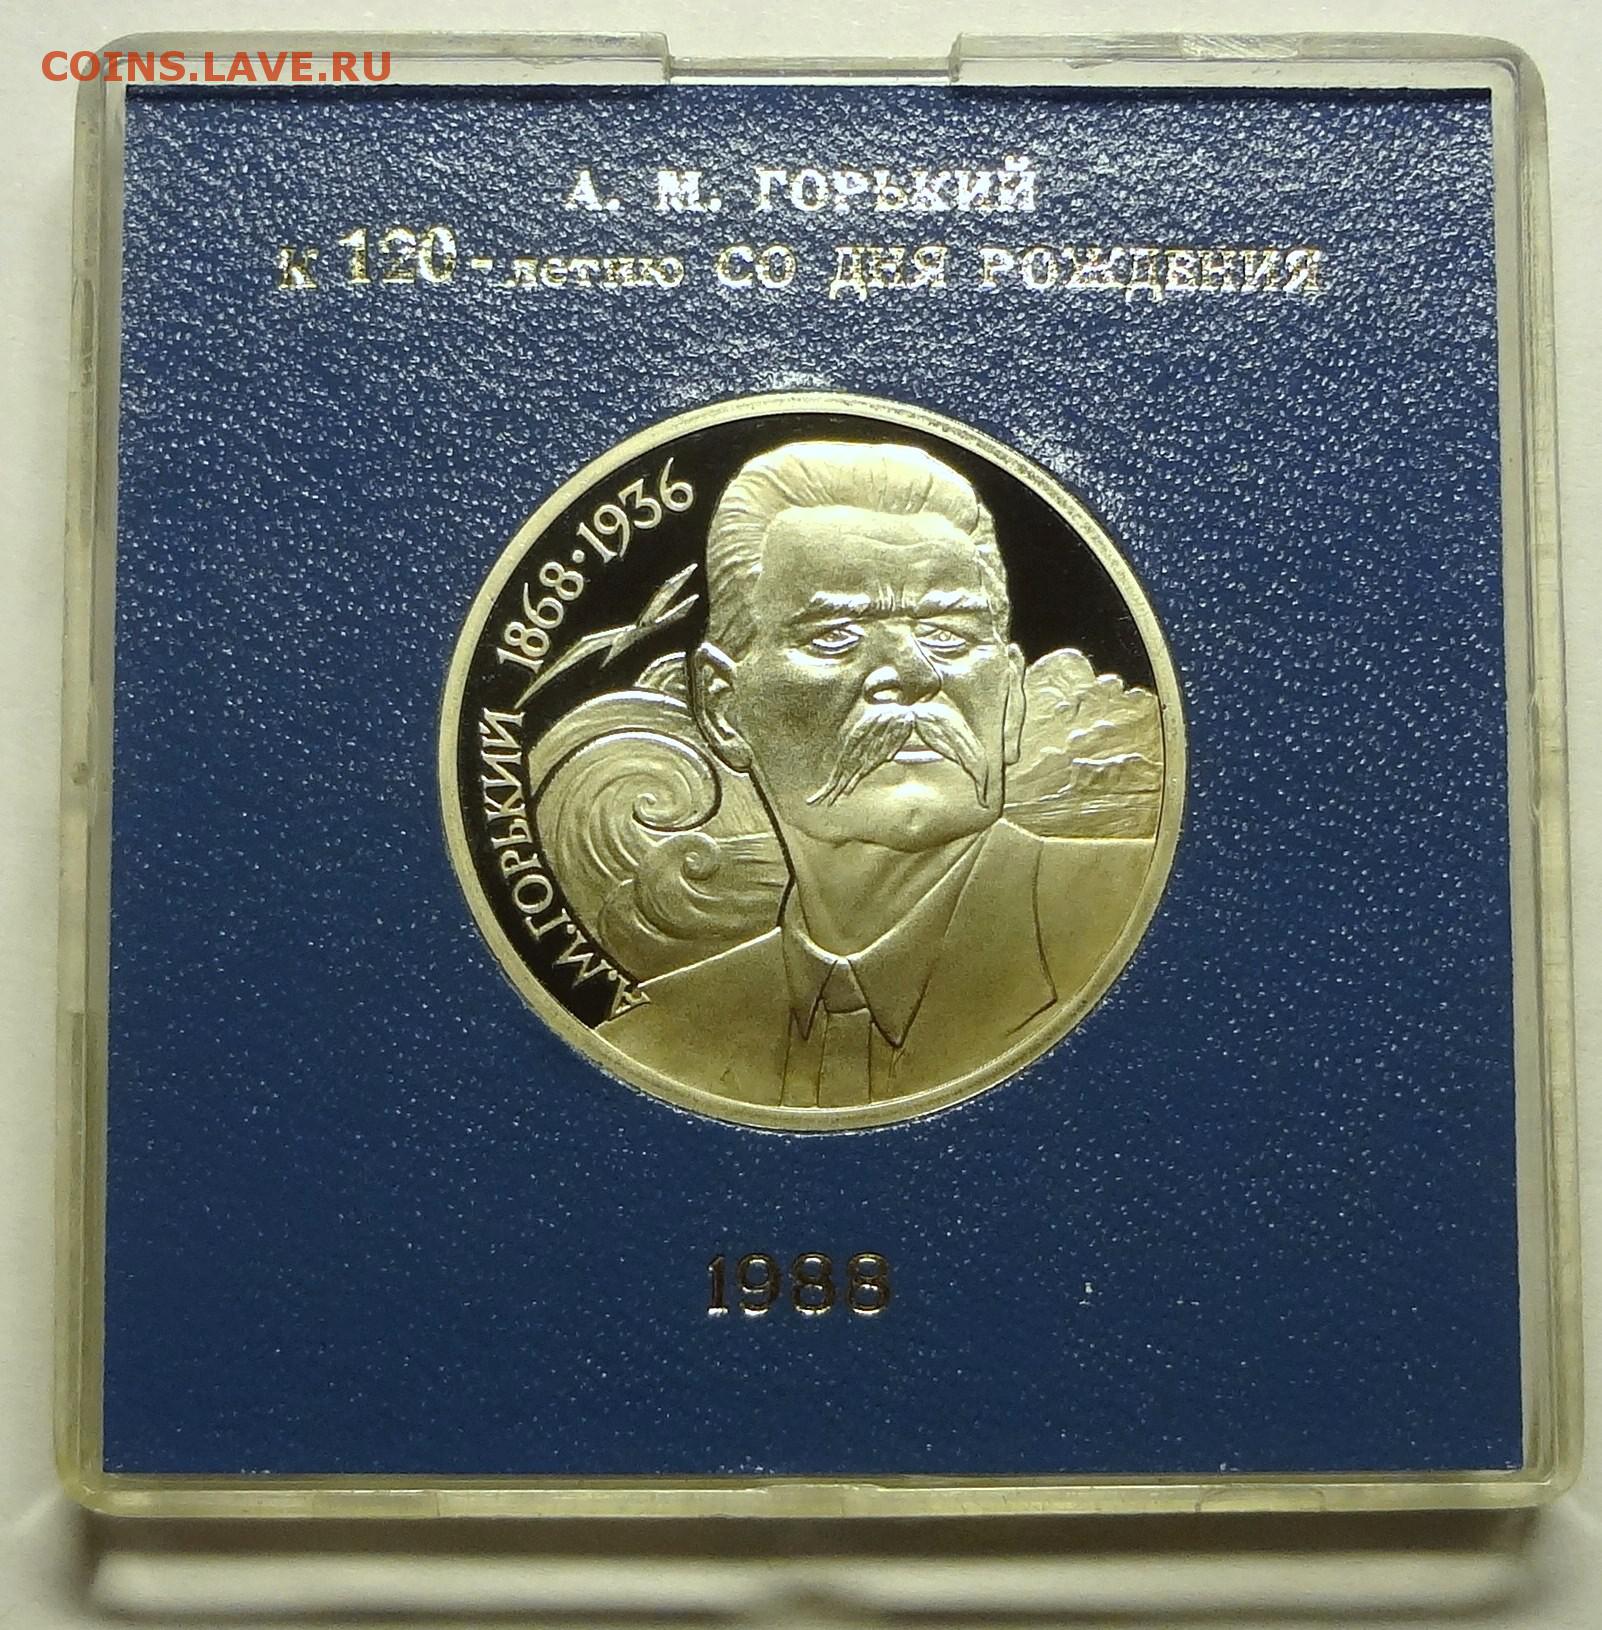 COINS.LAVE.RU
А. М. ГОРЬКИЙ
К 120-летию СО ДНЯ РОЖДЕНИЯ
А.М.ГОРЬКИЙ 1868·1936
1988